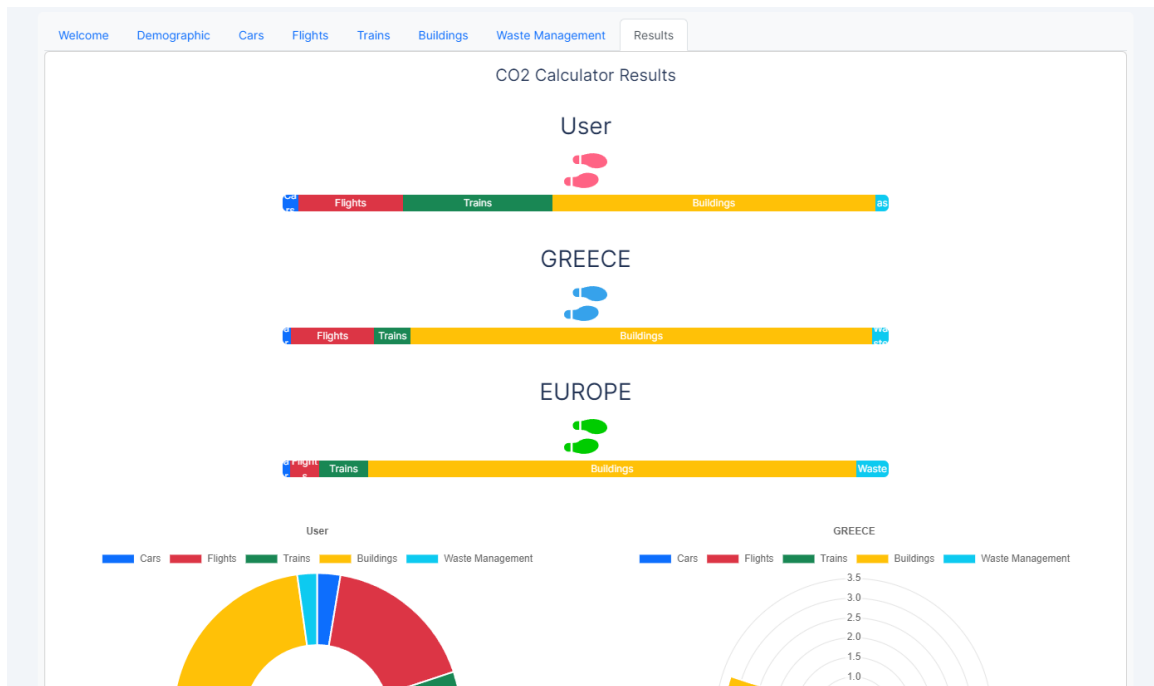 Welcome Demographic Cars Flights Trains Buildings Waste Management Results
CO2 Calculator Results
User
Flights Trains Buildings as
GREECE
Flights Trains Buildings
EUROPE
Trains Buildings Waste
User
GREECE
Cars Flights Trains Buildings Waste Management
Cars Flights Trains Buildings Waste Management
3.5
3.0
2.5
2.0
1.5
1.0